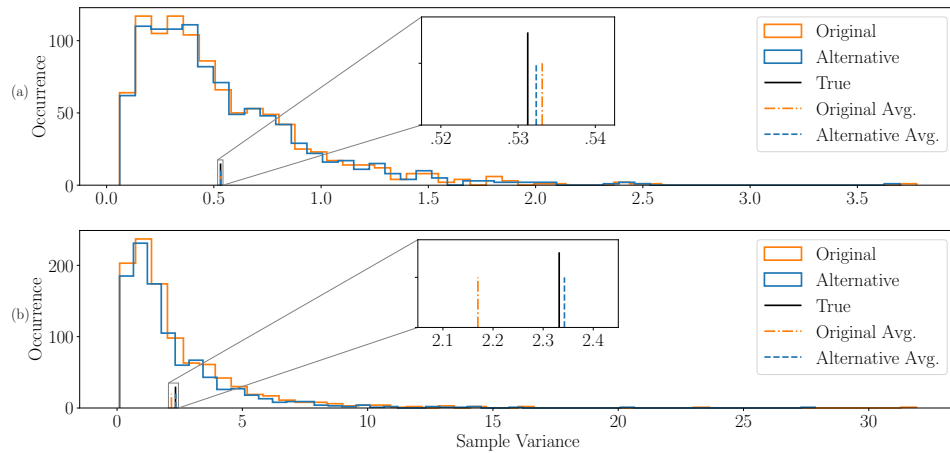 (a)
Occurrence
100
50
0
0.0 0.5 1.0 1.5 2.0 2.5 3.0 3.5
.52 .53 .54
Original
Alternative
True
Original Avg.
Alternative Avg.
(b)
Occurrence
200
100
0
0 5 10 15 20 25 30
2.1 2.2 2.3 2.4
Original
Alternative
True
Original Avg.
Alternative Avg.
Sample Variance